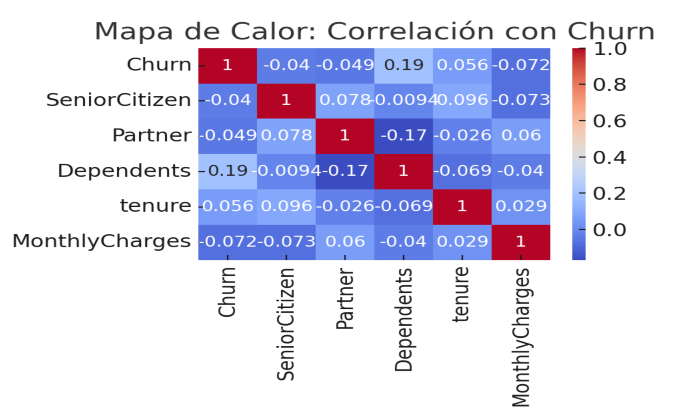 Mapa de Calor: Correlación con Churn
Churn 1 -0.04 -0.049 0.19 0.056 -0.072
SeniorCitizen -0.04 1 0.078 -0.0094 0.096 -0.073
Partner -0.049 0.078 1 -0.17 -0.026 0.06
Dependents 0.19 -0.0094 -0.17 1 -0.069 -0.04
tenure 0.056 0.096 -0.026 -0.069 1 0.029
MonthlyCharges -0.072 -0.073 0.06 -0.04 0.029 1
Churn
SeniorCitizen
Partner
Dependents
tenure
MonthlyCharges
1.0
0.8
0.6
0.4
0.2
0.0